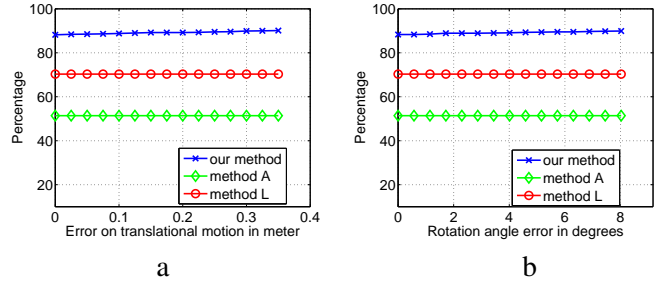 100
80
60
40
20
Percentage
our method
method A
method L
0 0.1 0.2 0.3 0.4
Error on translational motion in meter
a
100
80
60
40
20
Percentage
our method
method A
method L
0 2 4 6 8
Rotation angle error in degrees
b